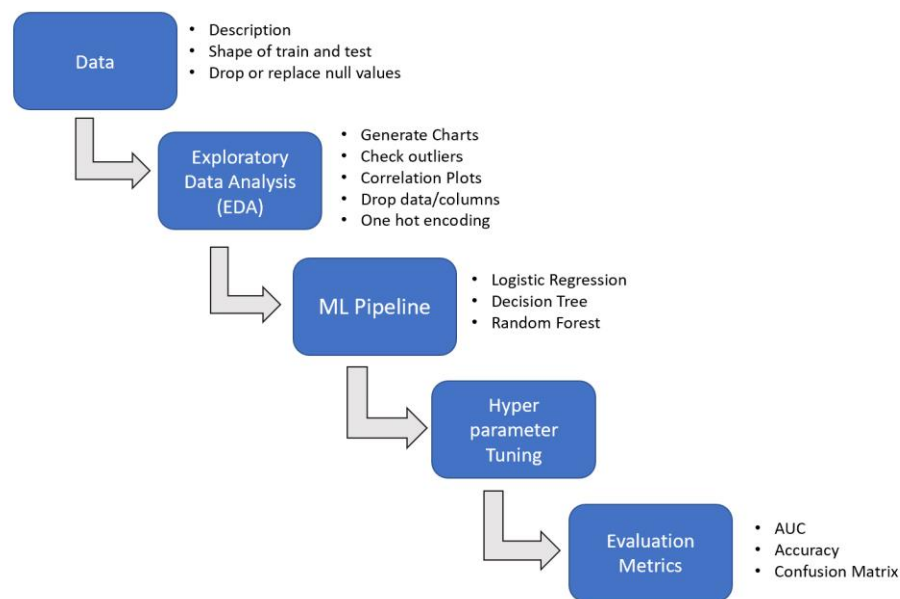 Data
• Description
• Shape of train and test
• Drop or replace null values
Exploratory
Data Analysis
(EDA)
• Generate Charts
• Check outliers
• Correlation Plots
• Drop data/columns
• One hot encoding
ML Pipeline
• Logistic Regression
• Decision Tree
• Random Forest
Hyper
parameter
Tuning
Evaluation
Metrics
• AUC
• Accuracy
• Confusion Matrix